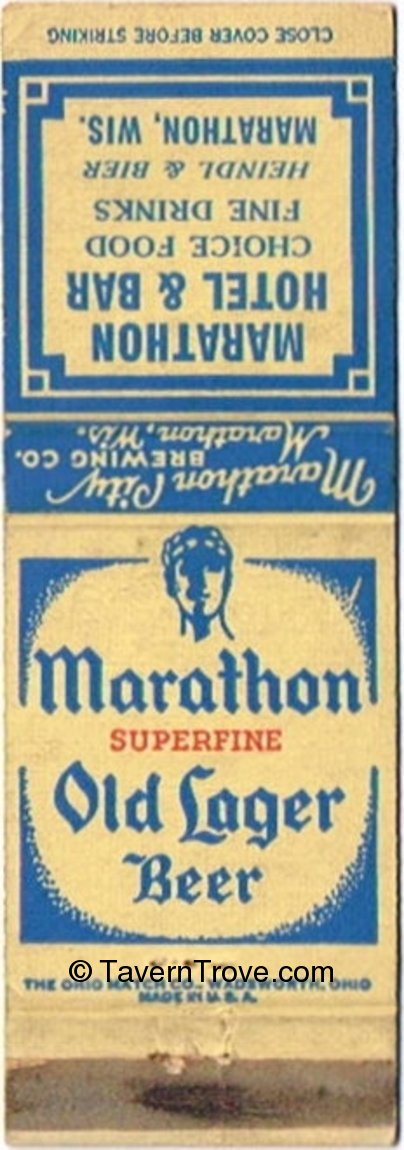 CLOSE COVER BEFORE STRIKING
MARATHON
HOTEL & BAR
CHOICE FOOD
FINE DRINKS
HEINDL & BIER
MARATHON, WIS.
Marathon City
BREWING CO.
Marathon, Wis.
Marathon
SUPERFINE
Old Lager
Beer
© TavernTrove.com
THE OHIO MATCH CO., WADSWORTH, OHIO
MADE IN U.S.A.